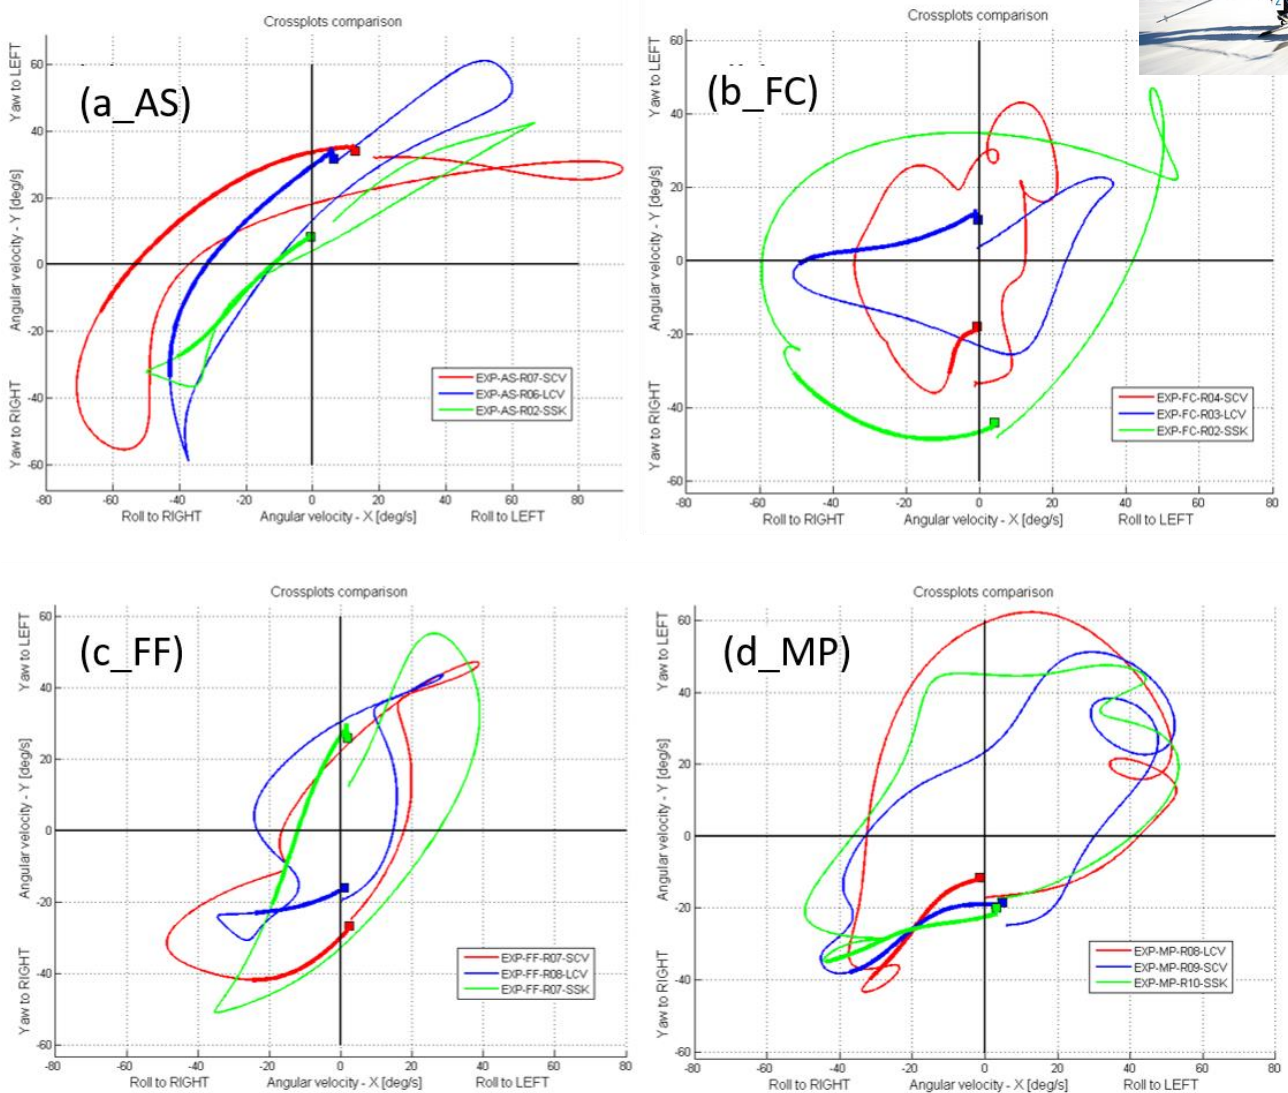 Crossplots comparison
(a_AS)
Yaw to LEFT
Angular velocity - Y [deg/s]
Yaw to RIGHT
60
40
20
0
-20
-40
-60
-80 -60 -40 -20 0 20 40 60 80
Roll to RIGHT Angular velocity - X [deg/s] Roll to LEFT
EXP-AS-R07-SCV
EXP-AS-R06-LCV
EXP-AS-R02-SSK
Crossplots comparison
(b_FC)
Yaw to LEFT
Angular velocity - Y [deg/s]
Yaw to RIGHT
60
40
20
0
-20
-40
-60
-80 -60 -40 -20 0 20 40 60 80
Roll to RIGHT Angular velocity - X [deg/s] Roll to LEFT
EXP-FC-R04-SCV
EXP-FC-R03-LCV
EXP-FC-R02-SSK
Z
Crossplots comparison
(c_FF)
Yaw to LEFT
Angular velocity - Y [deg/s]
Yaw to RIGHT
60
40
20
0
-20
-40
-60
-80 -60 -40 -20 0 20 40 60 80
Roll to RIGHT Angular velocity - X [deg/s] Roll to LEFT
EXP-FF-R07-SCV
EXP-FF-R08-LCV
EXP-FF-R07-SSK
Crossplots comparison
(d_MP)
Yaw to LEFT
Angular velocity - Y [deg/s]
Yaw to RIGHT
60
40
20
0
-20
-40
-60
-80 -60 -40 -20 0 20 40 60 80
Roll to RIGHT Angular velocity - X [deg/s] Roll to LEFT
EXP-MP-R08-LCV
EXP-MP-R09-SCV
EXP-MP-R10-SSK